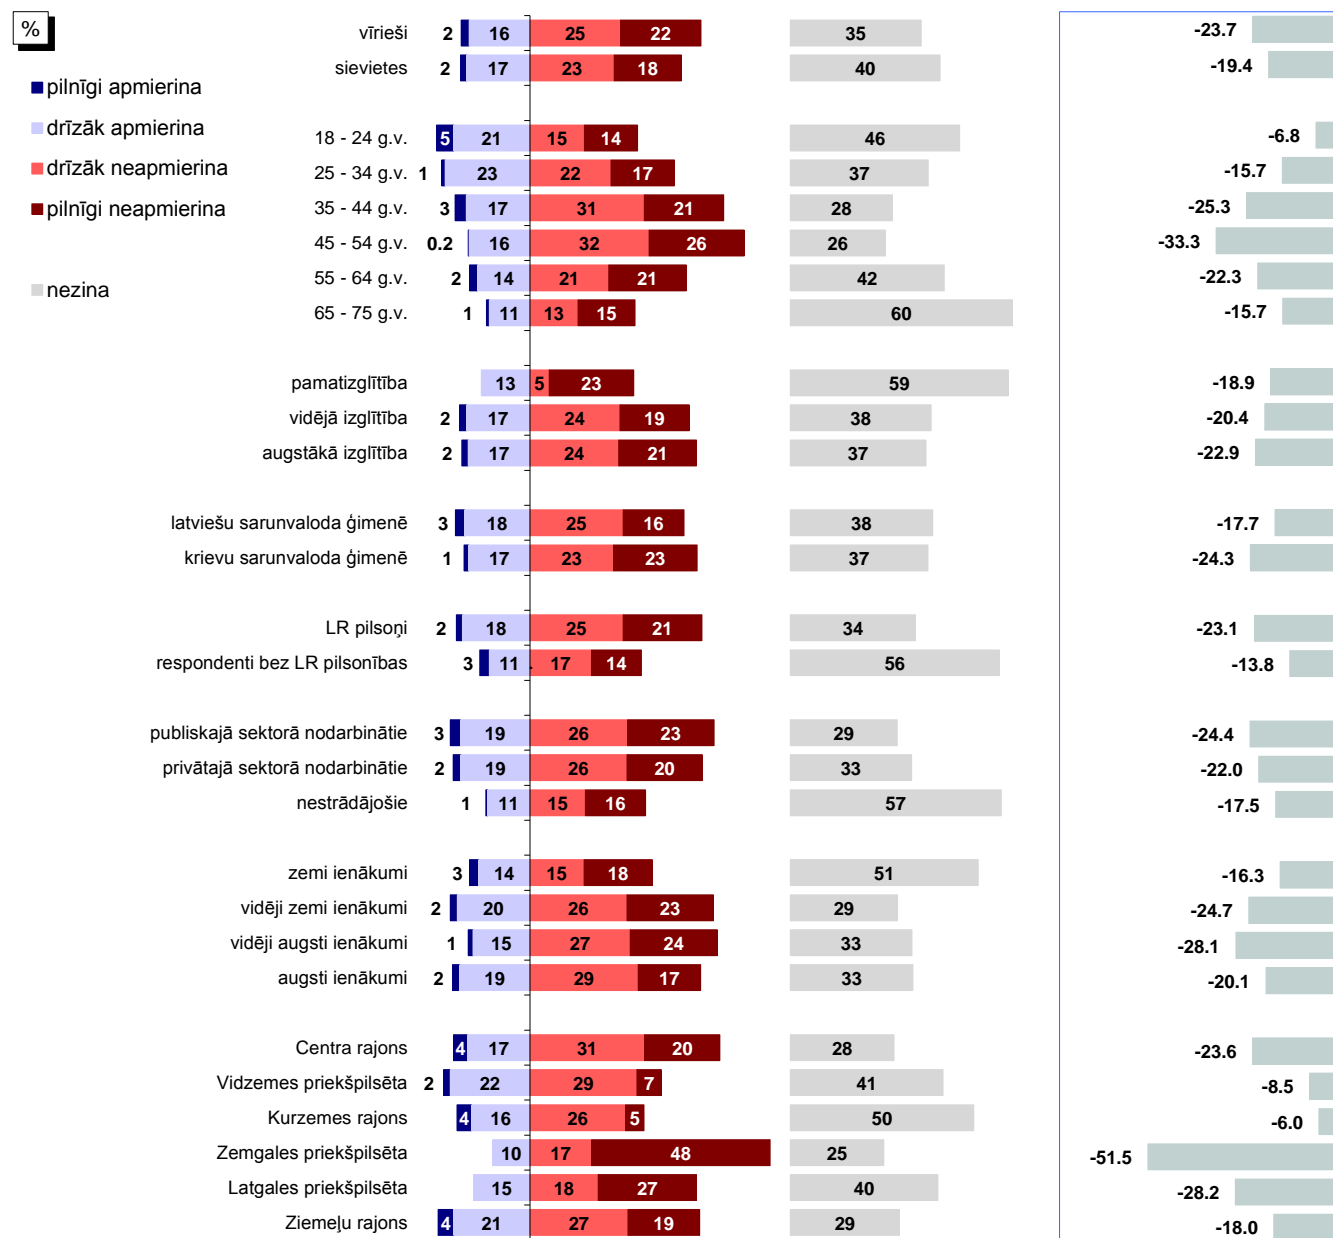 %
pilnīgi apmierina
drīzāk apmierina
drīzāk neapmierina
pilnīgi neapmierina
nezina
vīrieši 2 16 25 22 35 -23.7
sievietes 2 17 23 18 40 -19.4
18 - 24 g.v. 5 21 15 14 46 -6.8
25 - 34 g.v. 1 23 22 17 37 -15.7
35 - 44 g.v. 3 17 31 21 28 -25.3
45 - 54 g.v. 0.2 16 32 26 26 -33.3
55 - 64 g.v. 2 14 21 21 42 -22.3
65 - 75 g.v. 1 11 13 15 60 -15.7
pamatizglītība 13 5 23 59 -18.9
vidējā izglītība 2 17 24 19 38 -20.4
augstākā izglītība 2 17 24 21 37 -22.9
latviešu sarunvaloda ģimenē 3 18 25 16 38 -17.7
krievu sarunvaloda ģimenē 1 17 23 23 37 -24.3
LR pilsoņi 2 18 25 21 34 -23.1
respondenti bez LR pilsonības 3 11 17 14 56 -13.8
publiskajā sektorā nodarbinātie 3 19 26 23 29 -24.4
privātajā sektorā nodarbinātie 2 19 26 20 33 -22.0
nestrādājošie 1 11 15 16 57 -17.5
zemi ienākumi 3 14 15 18 51 -16.3
vidēji zemi ienākumi 2 20 26 23 29 -24.7
vidēji augsti ienākumi 1 15 27 24 33 -28.1
augsti ienākumi 2 19 29 17 33 -20.1
Centra rajons 4 17 31 20 28 -23.6
Vidzemes priekšpilsēta 2 22 29 7 41 -8.5
Kurzemes rajons 4 16 26 5 50 -6.0
Zemgales priekšpilsēta 10 17 48 25 -51.5
Latgales priekšpilsēta 15 18 27 40 -28.2
Ziemeļu rajons 4 21 27 19 29 -18.0